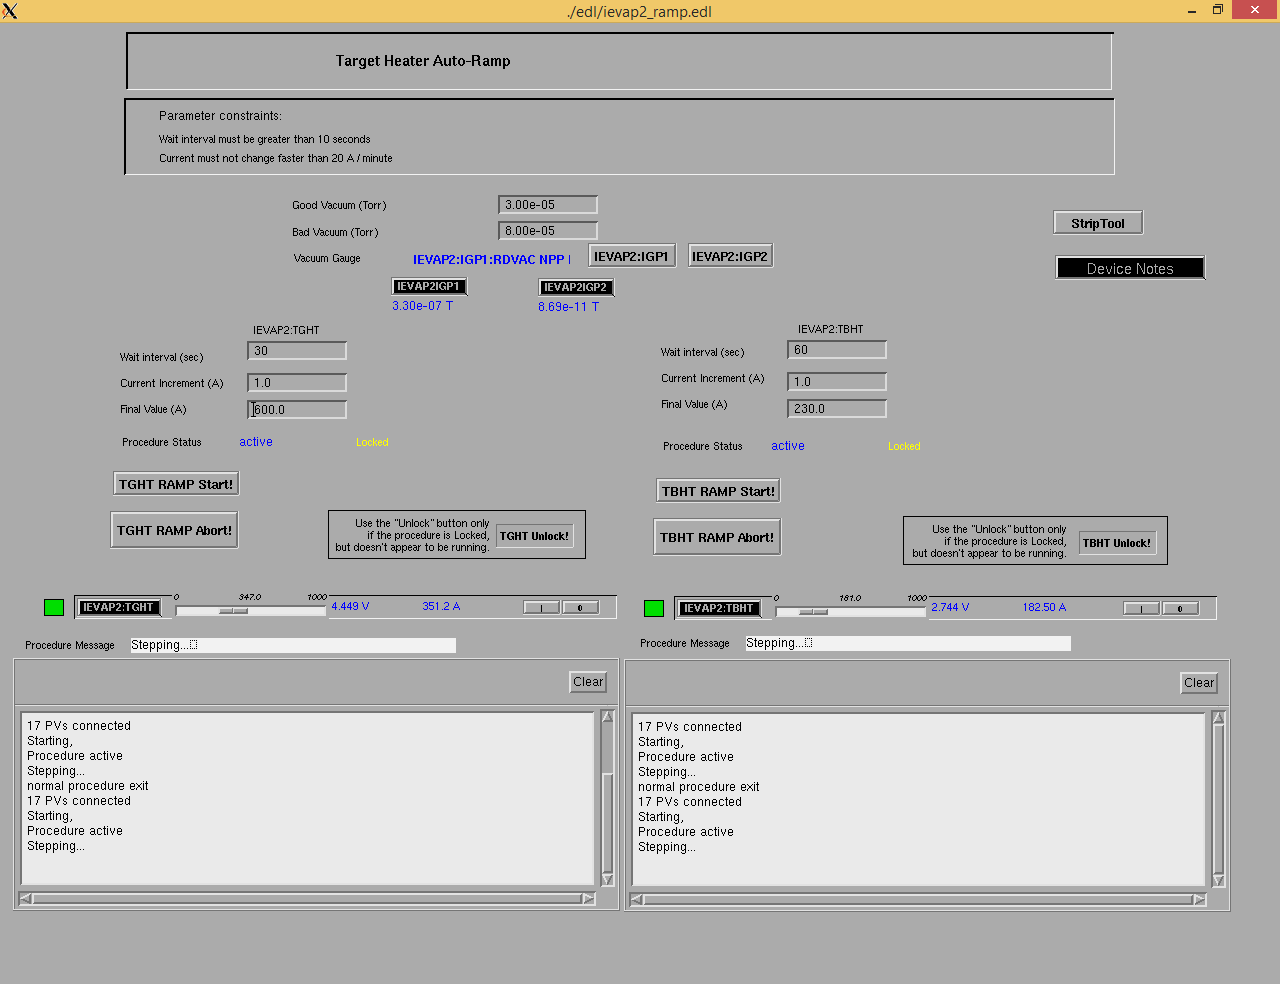 ./edl/ievap2_ramp.edl
Target Heater Auto-Ramp
Parameter constraints:
Wait interval must be greater than 10 seconds
Current must not change faster than 20 A / minute
Good Vacuum (Torr) 3.00e-05
Bad Vacuum (Torr) 8.00e-05
StripTool
Vacuum Gauge IEVAP2:IGP1:RDVAC NPP IEVAP2:IGP1 IEVAP2:IGP2
Device Notes
IEVAP2IGP1 IEVAP2IGP2
3.30e-07 T 8.69e-11 T
IEVAP2:TGHT
Wait interval (sec) 30
Current Increment (A) 1.0
Final Value (A) 600.0
Procedure Status active Locked
TGHT RAMP Start!
TGHT RAMP Abort!
Use the "Unlock" button only
if the procedure is Locked,
but doesn't appear to be running.
TGHT Unlock!
IEVAP2:TBHT
Wait interval (sec) 60
Current Increment (A) 1.0
Final Value (A) 230.0
Procedure Status active Locked
TBHT RAMP Start!
TBHT RAMP Abort!
Use the "Unlock" button only
if the procedure is Locked,
but doesn't appear to be running.
TBHT Unlock!
0 347.0 1000
IEVAP2:TGHT 4.449 V 351.2 A I 0
Procedure Message Stepping...
Clear
17 PVs connected
Starting,
Procedure active
Stepping...
normal procedure exit
17 PVs connected
Starting,
Procedure active
Stepping...
0 181.0 1000
IEVAP2:TBHT 2.744 V 182.50 A I 0
Procedure Message Stepping...
Clear
17 PVs connected
Starting,
Procedure active
Stepping...
normal procedure exit
17 PVs connected
Starting,
Procedure active
Stepping...